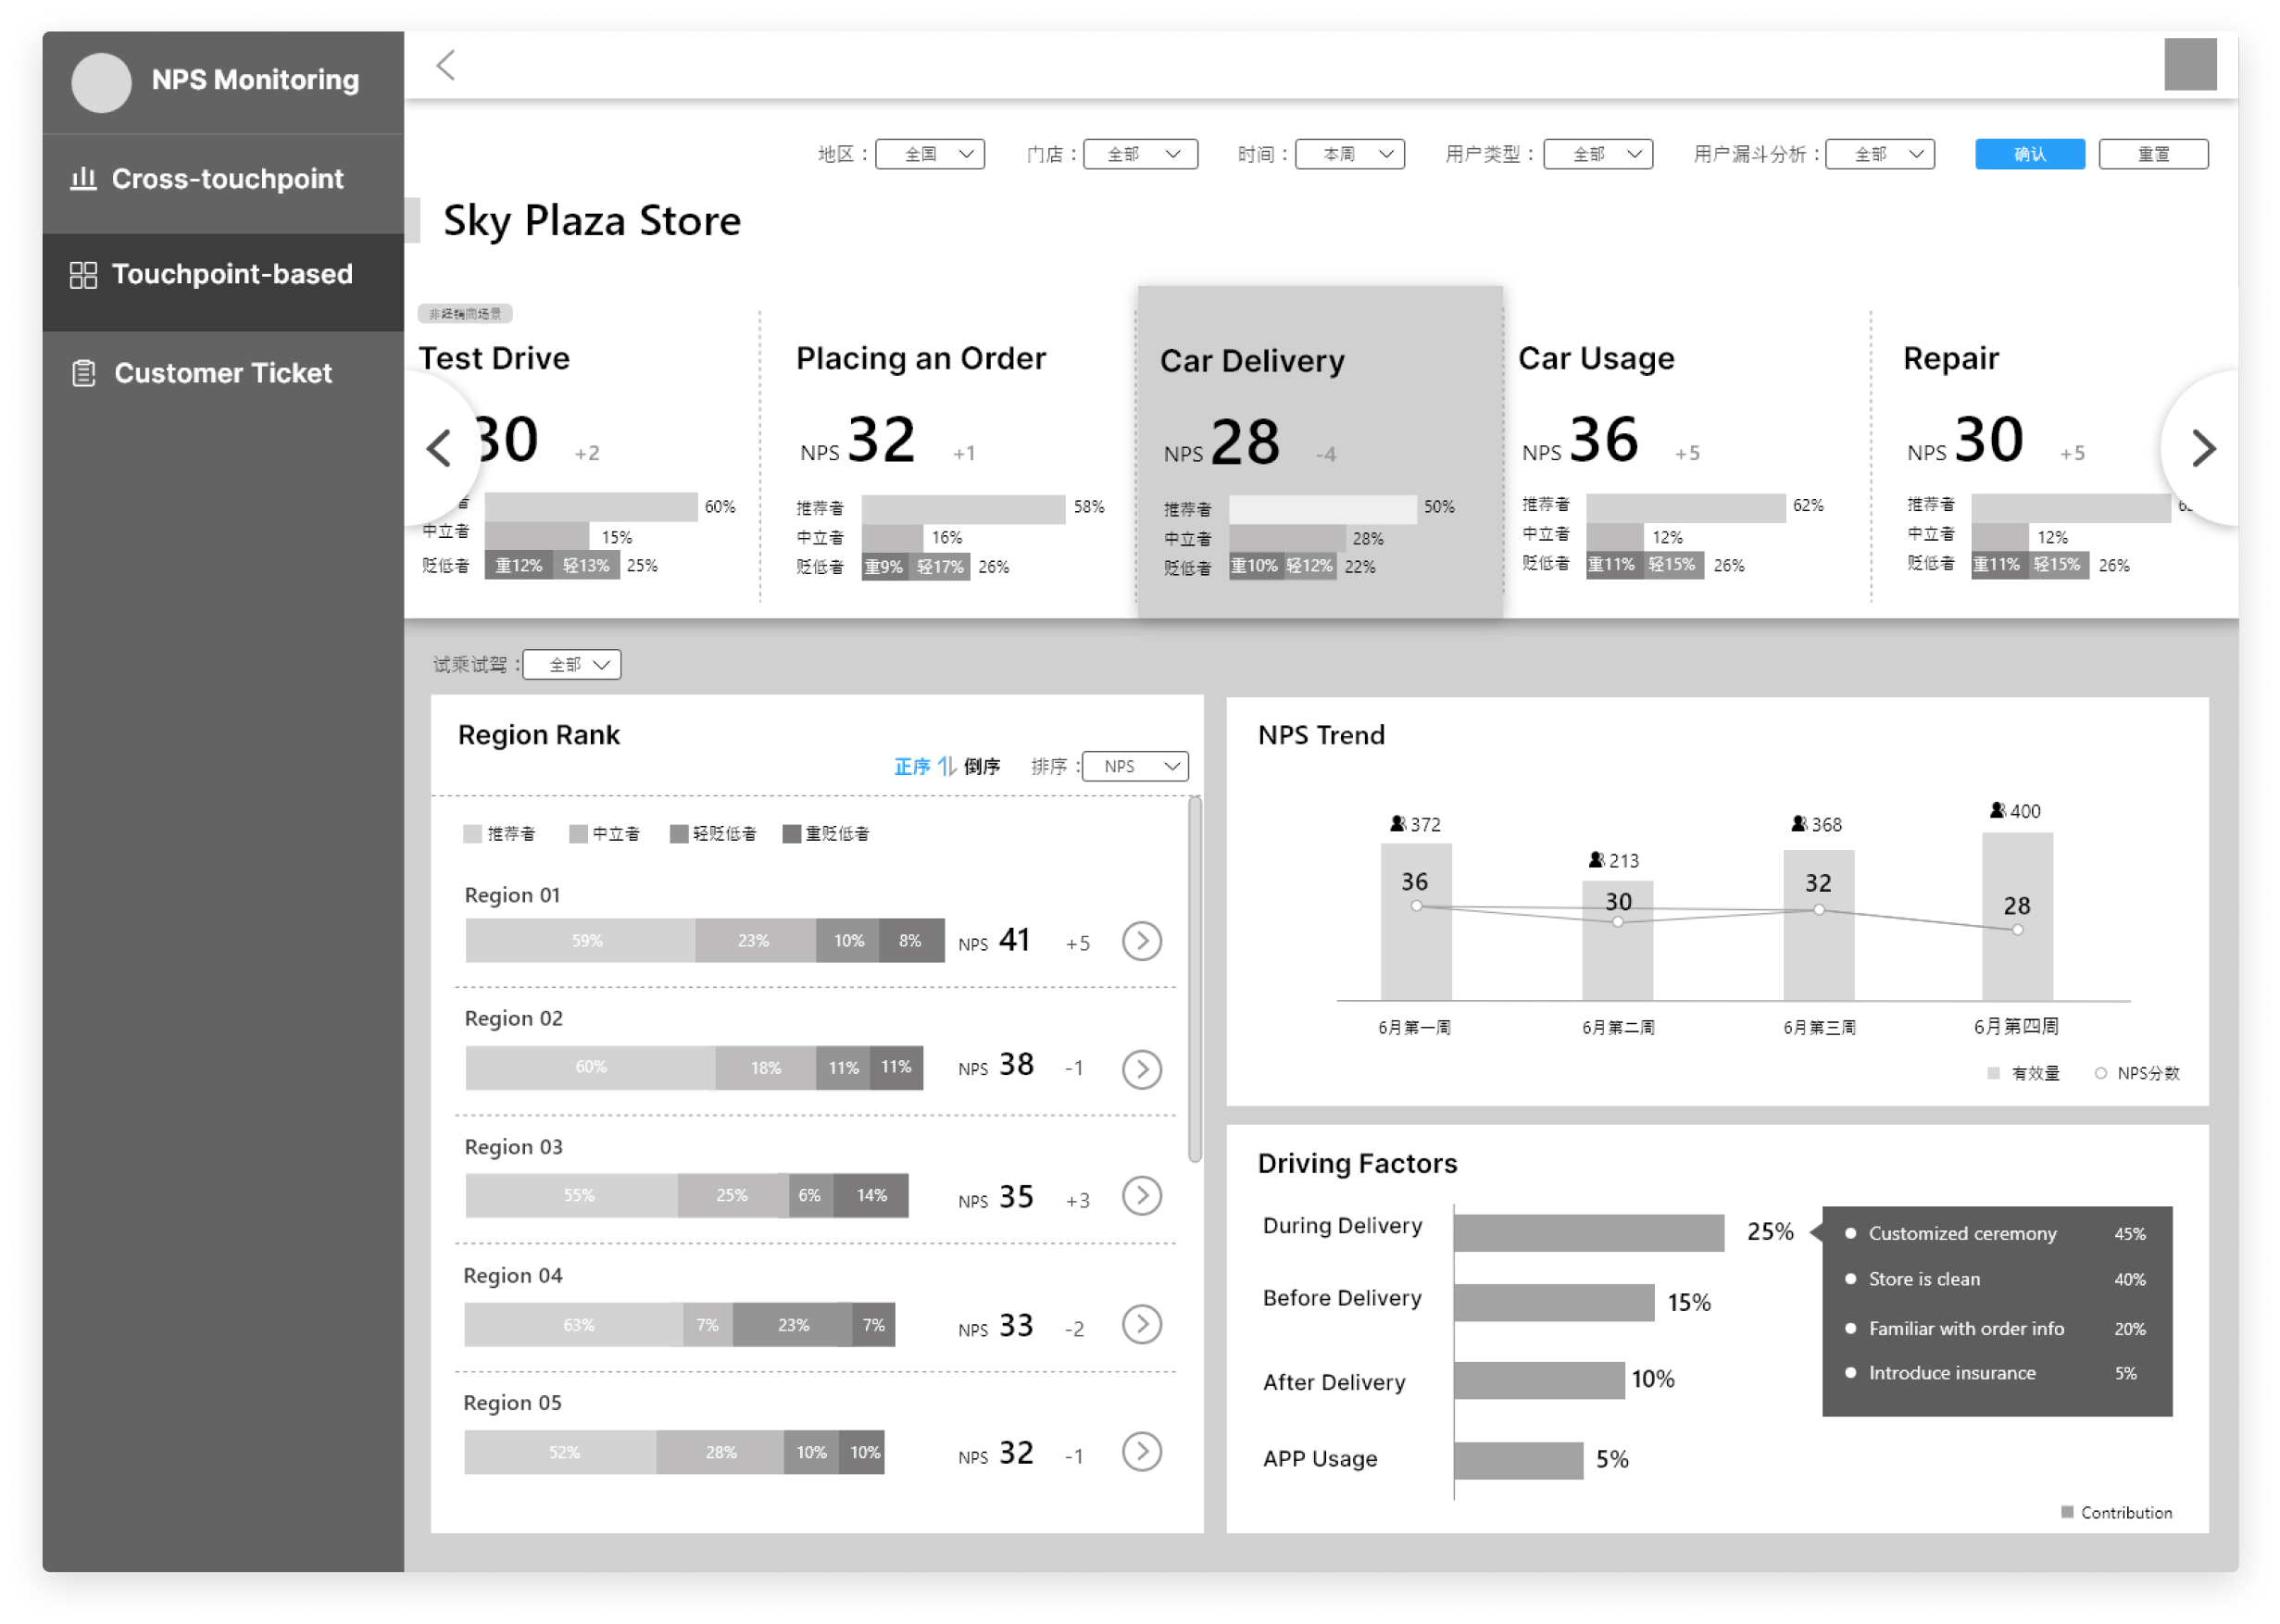 NPS Monitoring
Cross-touchpoint
Touchpoint-based
Customer Ticket
地区： 全国 门店： 全部 时间： 本周 用户类型： 全部 用户漏斗分析： 全部 确认 重置
Sky Plaza Store
非经销商场景
Test Drive
30 +2
者 60%
中立者 15%
贬低者 重12% 轻13% 25%
Placing an Order
NPS 32 +1
推荐者 58%
中立者 16%
贬低者 重9% 轻17% 26%
Car Delivery
NPS 28 -4
推荐者 50%
中立者 28%
贬低者 重10% 轻12% 22%
Car Usage
NPS 36 +5
推荐者 62%
中立者 12%
贬低者 重11% 轻15% 26%
Repair
NPS 30 +5
推荐者
中立者 12%
贬低者 重11% 轻15% 26%
试乘试驾： 全部
Region Rank
正序 倒序 排序： NPS
推荐者 中立者 轻贬低者 重贬低者
Region 01
59% 23% 10% 8% NPS 41 +5
Region 02
60% 18% 11% 11% NPS 38 -1
Region 03
55% 25% 6% 14% NPS 35 +3
Region 04
63% 7% 23% 7% NPS 33 -2
Region 05
52% 28% 10% 10% NPS 32 -1
NPS Trend
372 213 368 400
36 30 32 28
6月第一周 6月第二周 6月第三周 6月第四周
有效量 NPS分数
Driving Factors
During Delivery 25%
Before Delivery 15%
After Delivery 10%
APP Usage 5%
Customized ceremony 45%
Store is clean 40%
Familiar with order info 20%
Introduce insurance 5%
Contribution